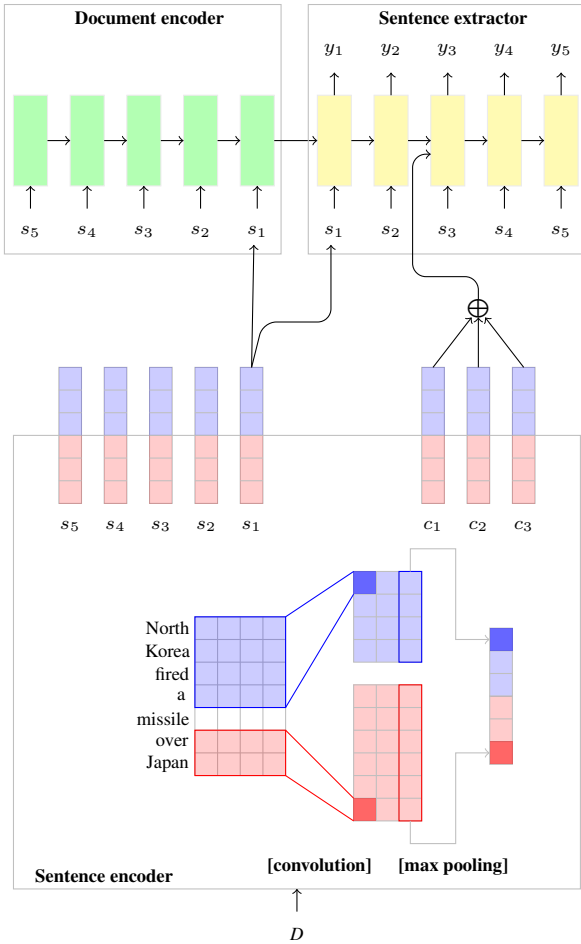 Document encoder Sentence extractor
y₁ y₂ y₃ y₄ y₅
s₅ s₄ s₃ s₂ s₁ s₁ s₂ s₃ s₄ s₅
s₅ s₄ s₃ s₂ s₁ c₁ c₂ c₃
North
Korea
fired
a
missile
over
Japan
[convolution] [max pooling]
Sentence encoder
D